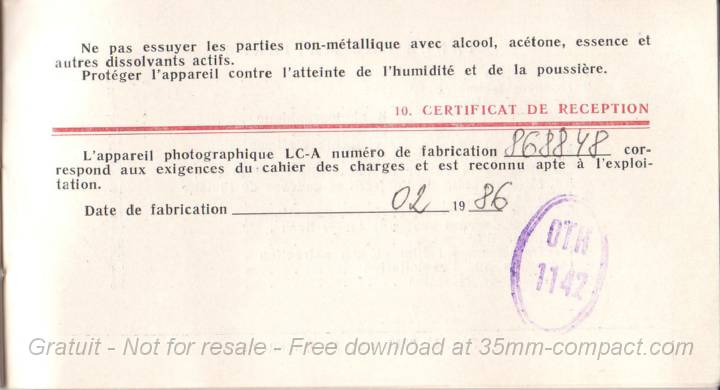 Ne pas essuyer les parties non-métallique avec alcool, acétone, essence et
autres dissolvants actifs.
Protéger l'appareil contre l'atteinte de l'humidité et de la poussière.
10. CERTIFICAT DE RECEPTION
L'appareil photographique LC-A numéro de fabrication 868848 cor-
respond aux exigences du cahier des charges et est reconnu apte à l'exploi-
tation.
Date de fabrication 02 1986
OTK
1142
Gratuit - Not for resale - Free download at 35mm-compact.com